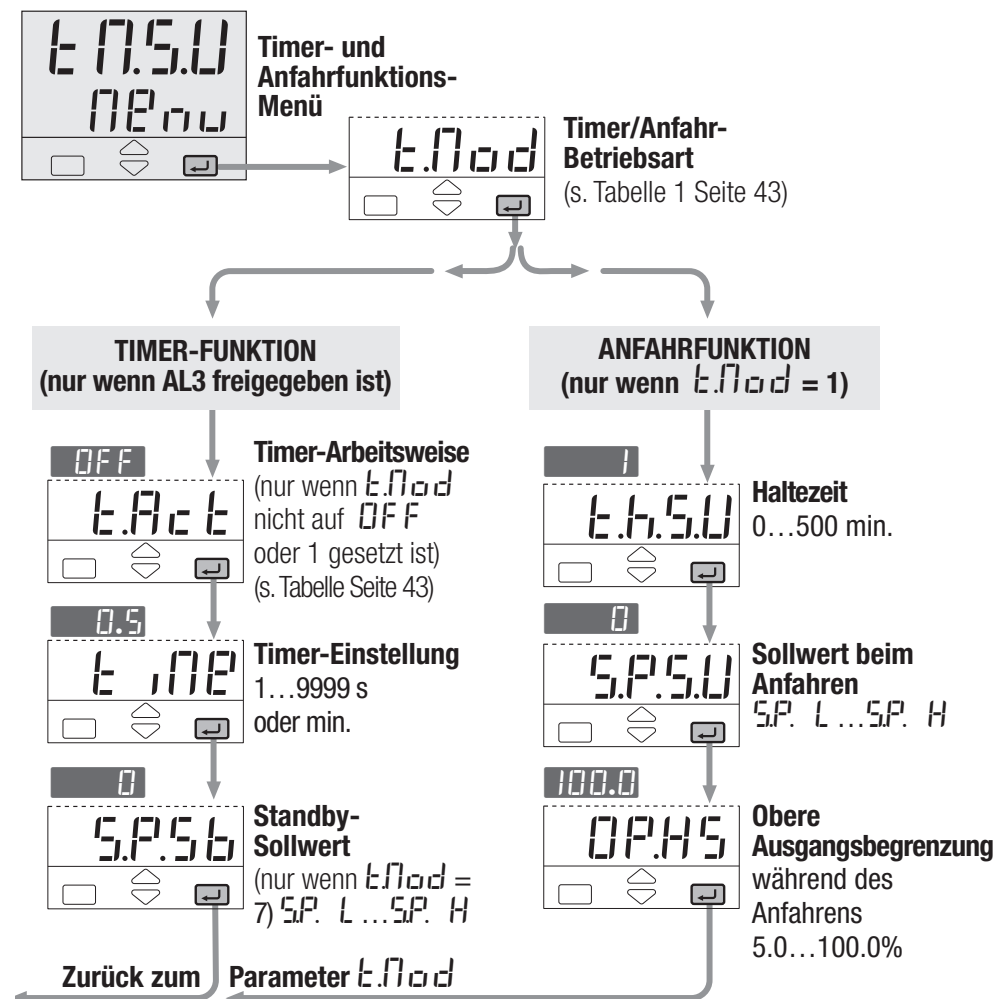 tM.S.U
Menu
Timer- und
Anfahrfunktions-
Menü
t.Mod
Timer/Anfahr-
Betriebsart
(s. Tabelle 1 Seite 43)
TIMER-FUNKTION
(nur wenn AL3 freigegeben ist)
OFF
t.Act
Timer-Arbeitsweise
(nur wenn t.Mod
nicht auf OFF
oder 1 gesetzt ist)
(s. Tabelle Seite 43)
0.5
tiMe
Timer-Einstellung
1…9999 s
oder min.
0
S.P.Sb
Standby-
Sollwert
(nur wenn t.Mod =
7) S.P. L …S.P. H
ANFAHRFUNKTION
(nur wenn t.Mod = 1)
1
t.h.S.U
Haltezeit
0…500 min.
0
S.P.S.U
Sollwert beim
Anfahren
S.P. L …S.P. H
100.0
OP.HS
Obere
Ausgangsbegrenzung
während des
Anfahrens
5.0…100.0%
Zurück zum Parameter t.Mod